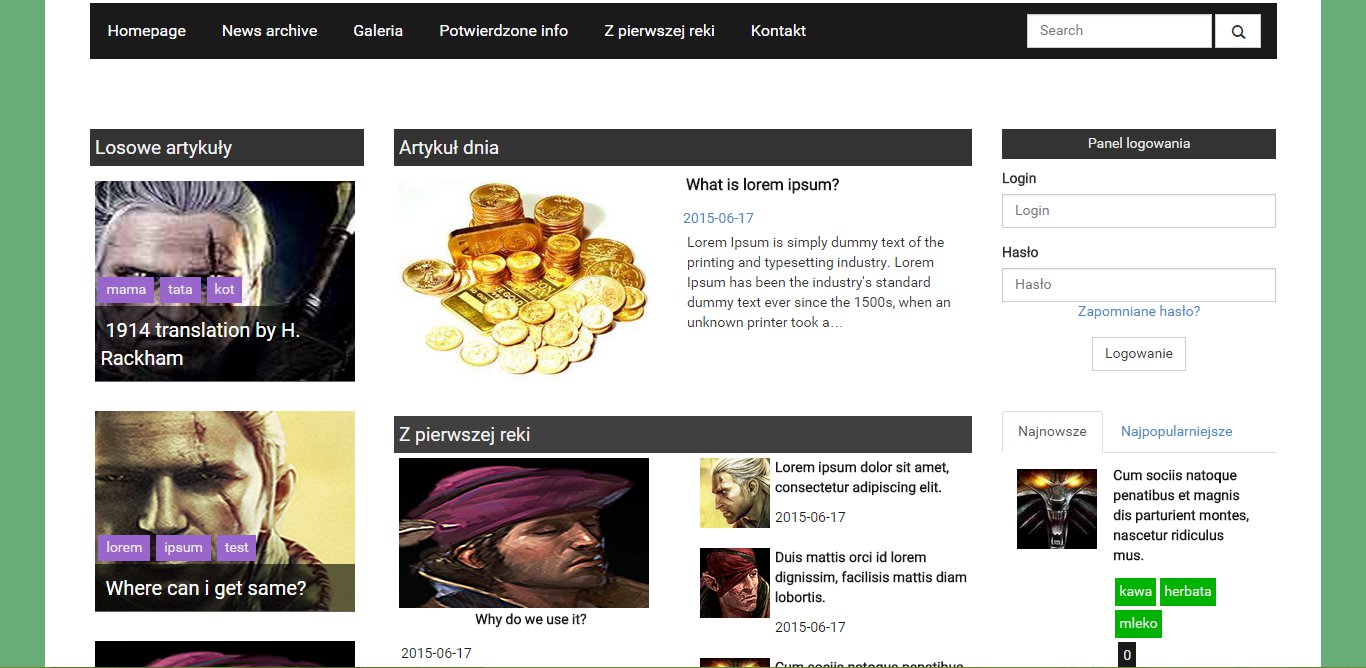 Homepage News archive Galeria Potwierdzone info Z pierwszej reki Kontakt Search
Losowe artykuły
mama tata kot
1914 translation by H.
Rackham
lorem ipsum test
Where can i get same?
Artykuł dnia
What is lorem ipsum?
2015-06-17
Lorem Ipsum is simply dummy text of the
printing and typesetting industry. Lorem
Ipsum has been the industry's standard
dummy text ever since the 1500s, when an
unknown printer took a…
Z pierwszej reki
Why do we use it?
2015-06-17
Lorem ipsum dolor sit amet,
consectetur adipiscing elit.
2015-06-17
Duis mattis orci id lorem
dignissim, facilisis mattis diam
lobortis.
2015-06-17
Cum sociis natoque penatibus
Panel logowania
Login
Login
Hasło
Hasło
Zapomniane hasło?
Logowanie
Najnowsze Najpopularniejsze
Cum sociis natoque
penatibus et magnis
dis parturient montes,
nascetur ridiculus
mus.
kawa herbata
mleko
0